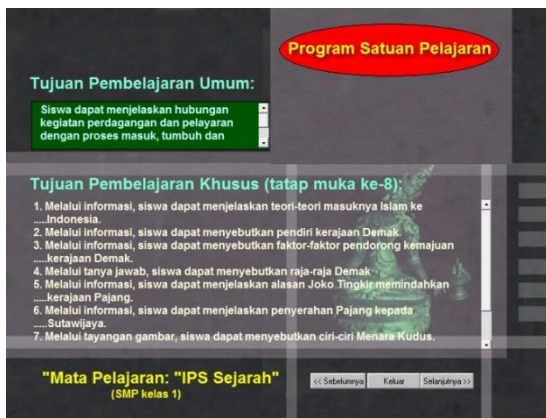 Program Satuan Pelajaran
Tujuan Pembelajaran Umum:
Siswa dapat menjelaskan hubungan
kegiatan perdagangan dan pelayaran
dengan proses masuk, tumbuh dan
Tujuan Pembelajaran Khusus (tatap muka ke-8):
1. Melalui informasi, siswa dapat menjelaskan teori-teori masuknya Islam ke
.....Indonesia.
2. Melalui informasi, siswa dapat menyebutkan pendiri kerajaan Demak.
3. Melalui informasi, siswa dapat menyebutkan faktor-faktor pendorong kemajuan
.....kerajaan Demak.
4. Melalui tanya jawab, siswa dapat menyebutkan raja-raja Demak
5. Melalui informasi, siswa dapat menjelaskan alasan Joko Tingkir memindahkan
.....kerajaan Pajang.
6. Melalui informasi, siswa dapat menjelaskan penyerahan Pajang kepada
.....Sutawijaya.
7. Melalui tayangan gambar, siswa dapat menyebutkan ciri-ciri Menara Kudus.
"Mata Pelajaran: "IPS Sejarah"
(SMP kelas 1)
<< Sebelumnya Keluar Selanjutnya >>